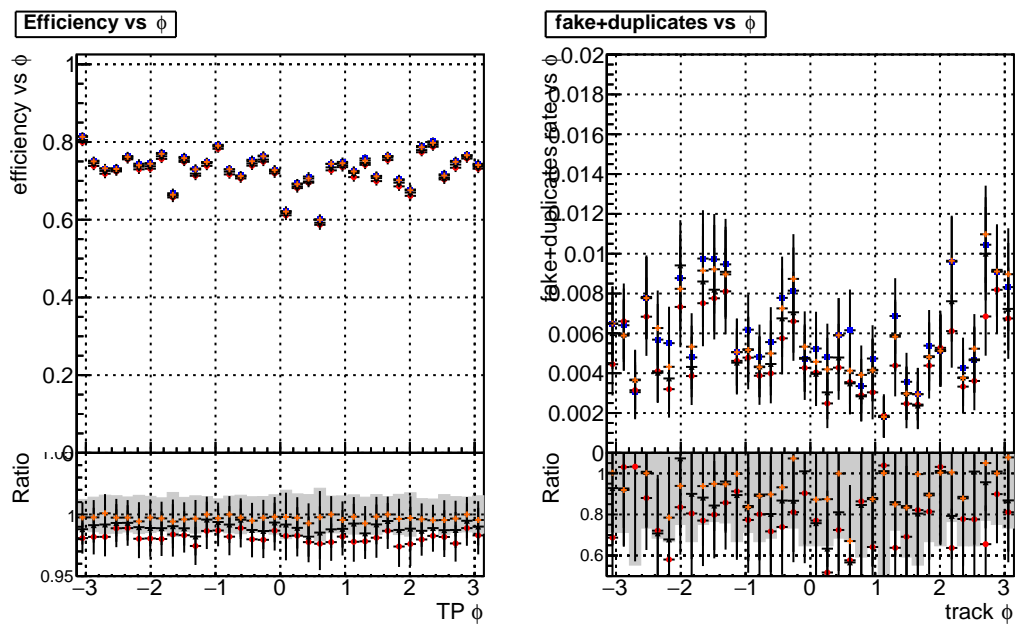 Efficiency vs ϕ
efficiency vs ϕ
1
0.8
0.6
0.4
0.2
0
Ratio
1
0.95
−3 −2 −1 0 1 2 3
TP ϕ
fake+duplicates vs ϕ
fake+duplicates rate vs ϕ
0.02
0.018
0.016
0.014
0.012
0.01
0.008
0.006
0.004
0.002
0
Ratio
1
0.8
0.6
−3 −2 −1 0 1 2 3
track ϕ